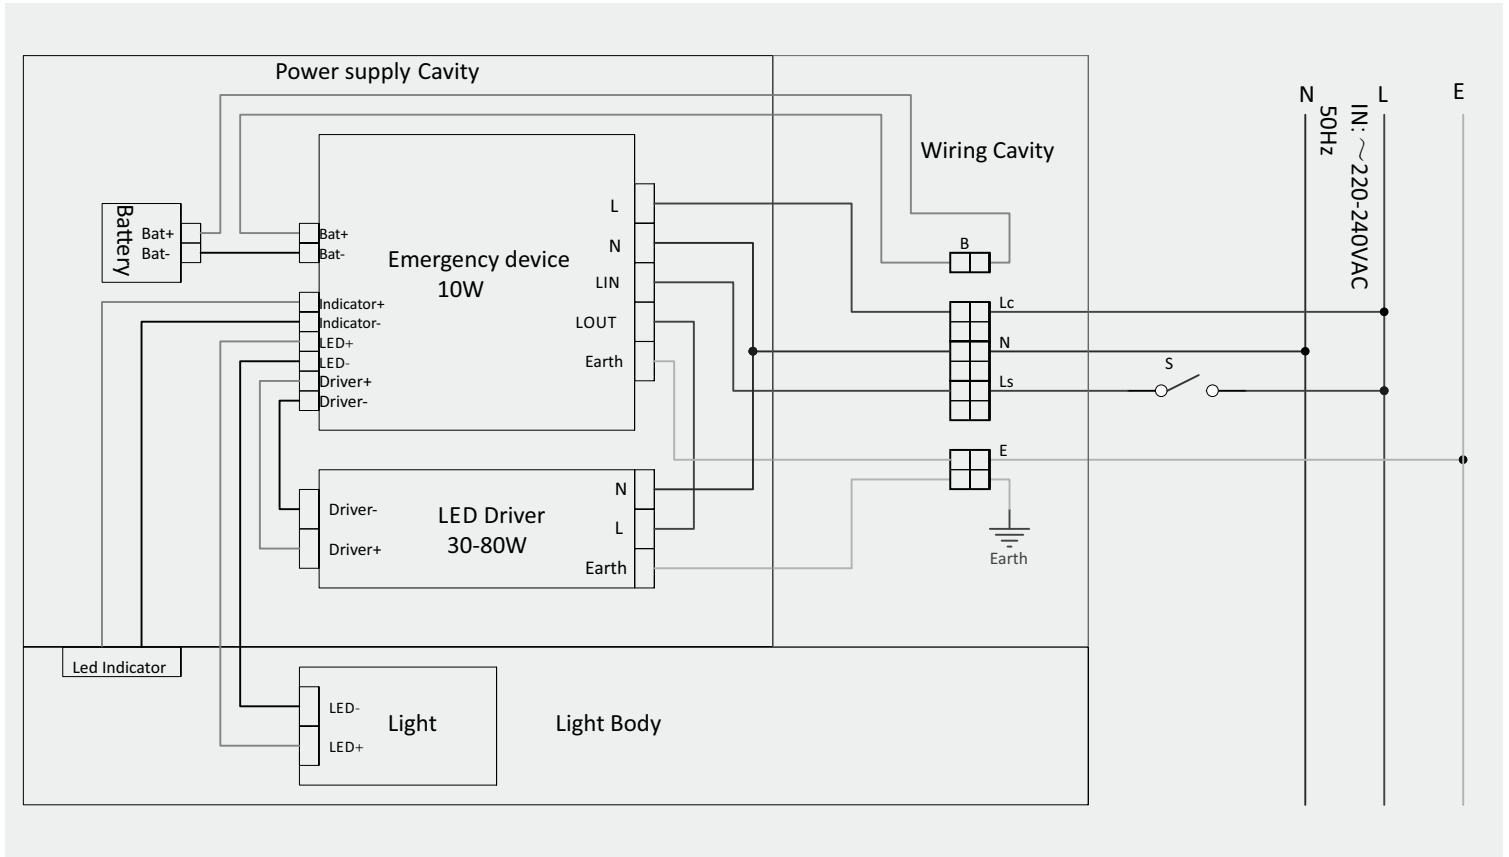 Power supply Cavity
Wiring Cavity
N
L
E
IN: ～220-240VAC
50Hz
Battery
Bat+
Bat-
Bat+
Bat-
Indicator+
Indicator-
LED+
LED-
Driver+
Driver-
Emergency device
10W
L
N
LIN
LOUT
Earth
B
Lc
N
Ls
S
E
Earth
Driver-
Driver+
LED Driver
30-80W
N
L
Earth
Led Indicator
LED-
LED+
Light
Light Body